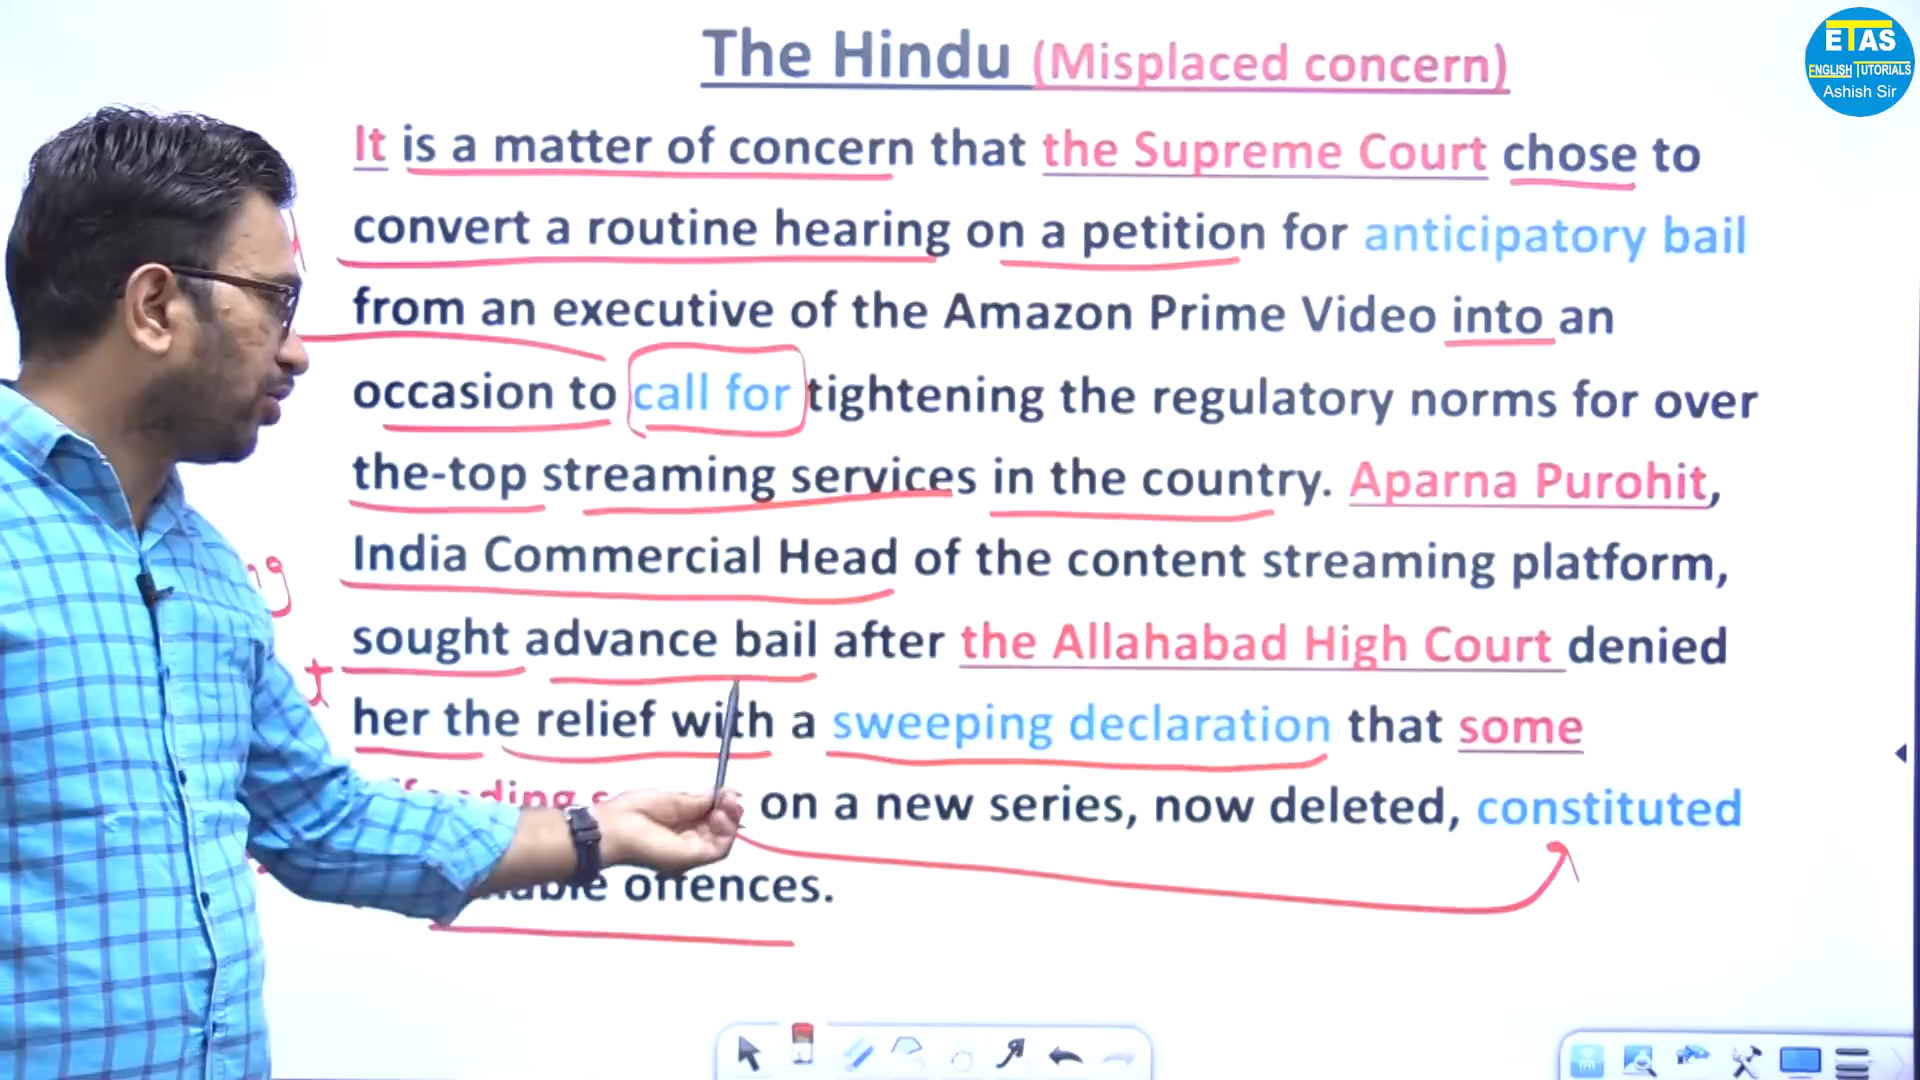 The Hindu (Misplaced concern)
ETAS
ENGLISH TUTORIALS
Ashish Sir
It is a matter of concern that the Supreme Court chose to
convert a routine hearing on a petition for anticipatory bail
from an executive of the Amazon Prime Video into an
occasion to call for tightening the regulatory norms for over
the-top streaming services in the country. Aparna Purohit,
India Commercial Head of the content streaming platform,
sought advance bail after the Allahabad High Court denied
her the relief with a sweeping declaration that some
on a new series, now deleted, constituted
offences.